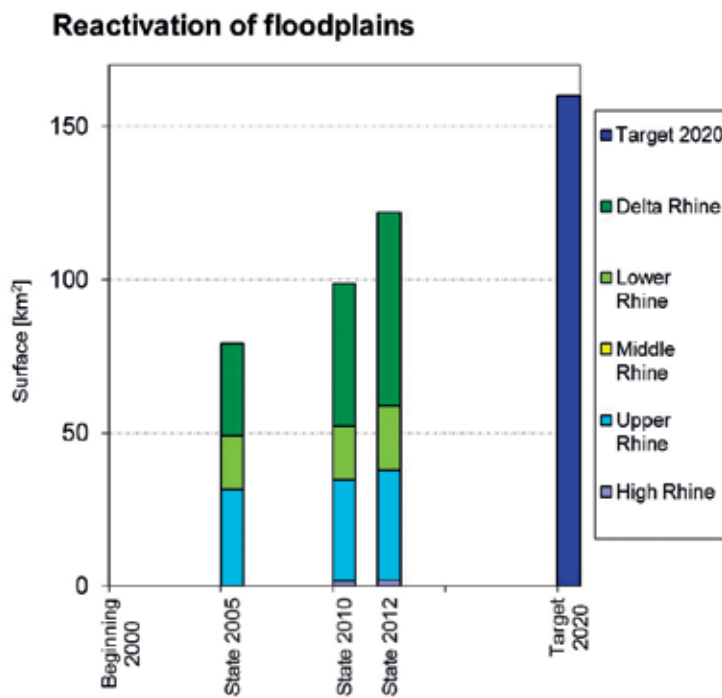 Reactivation of floodplains
Surface [km²]
150
100
50
0
Beginning
2000
State 2005
State 2010
State 2012
Target
2020
Target 2020
Delta Rhine
Lower
Rhine
Middle
Rhine
Upper
Rhine
High Rhine